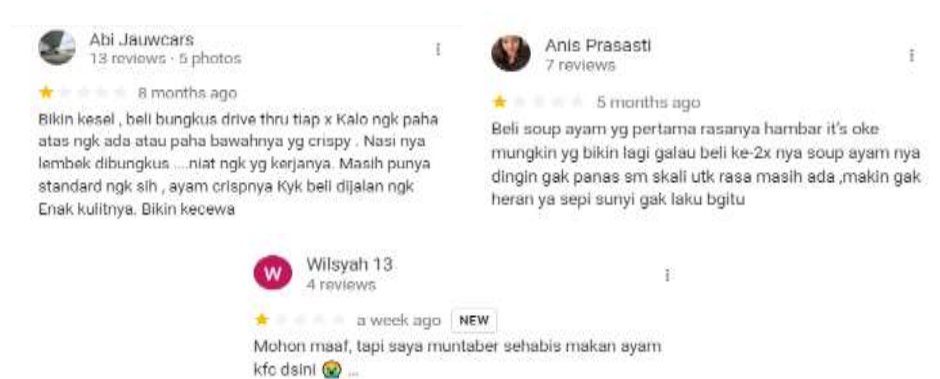 Abi Jauwcars
13 reviews · 5 photos
8 months ago
Bikin kesel , beli bungkus drive thru tiap x Kalo ngk paha
atas ngk ada atau paha bawahnya yg crispy . Nasi nya
lembek dibungkus ....niat ngk yg kerjanya. Masih punya
standard ngk sih , ayam crispnya Kyk beli dijalan ngk
Enak kulitnya. Bikin kecewa
Anis Prasasti
7 reviews
5 months ago
Beli soup ayam yg pertama rasanya hambar it's oke
mungkin yg bikin lagi galau beli ke-2x nya soup ayam nya
dingin gak panas sm skali utk rasa masih ada ,makin gak
heran ya sepi sunyi gak laku bgitu
W
Wilsyah 13
4 reviews
a week ago NEW
Mohon maaf, tapi saya muntaber sehabis makan ayam
kfc dsini 😭 ...